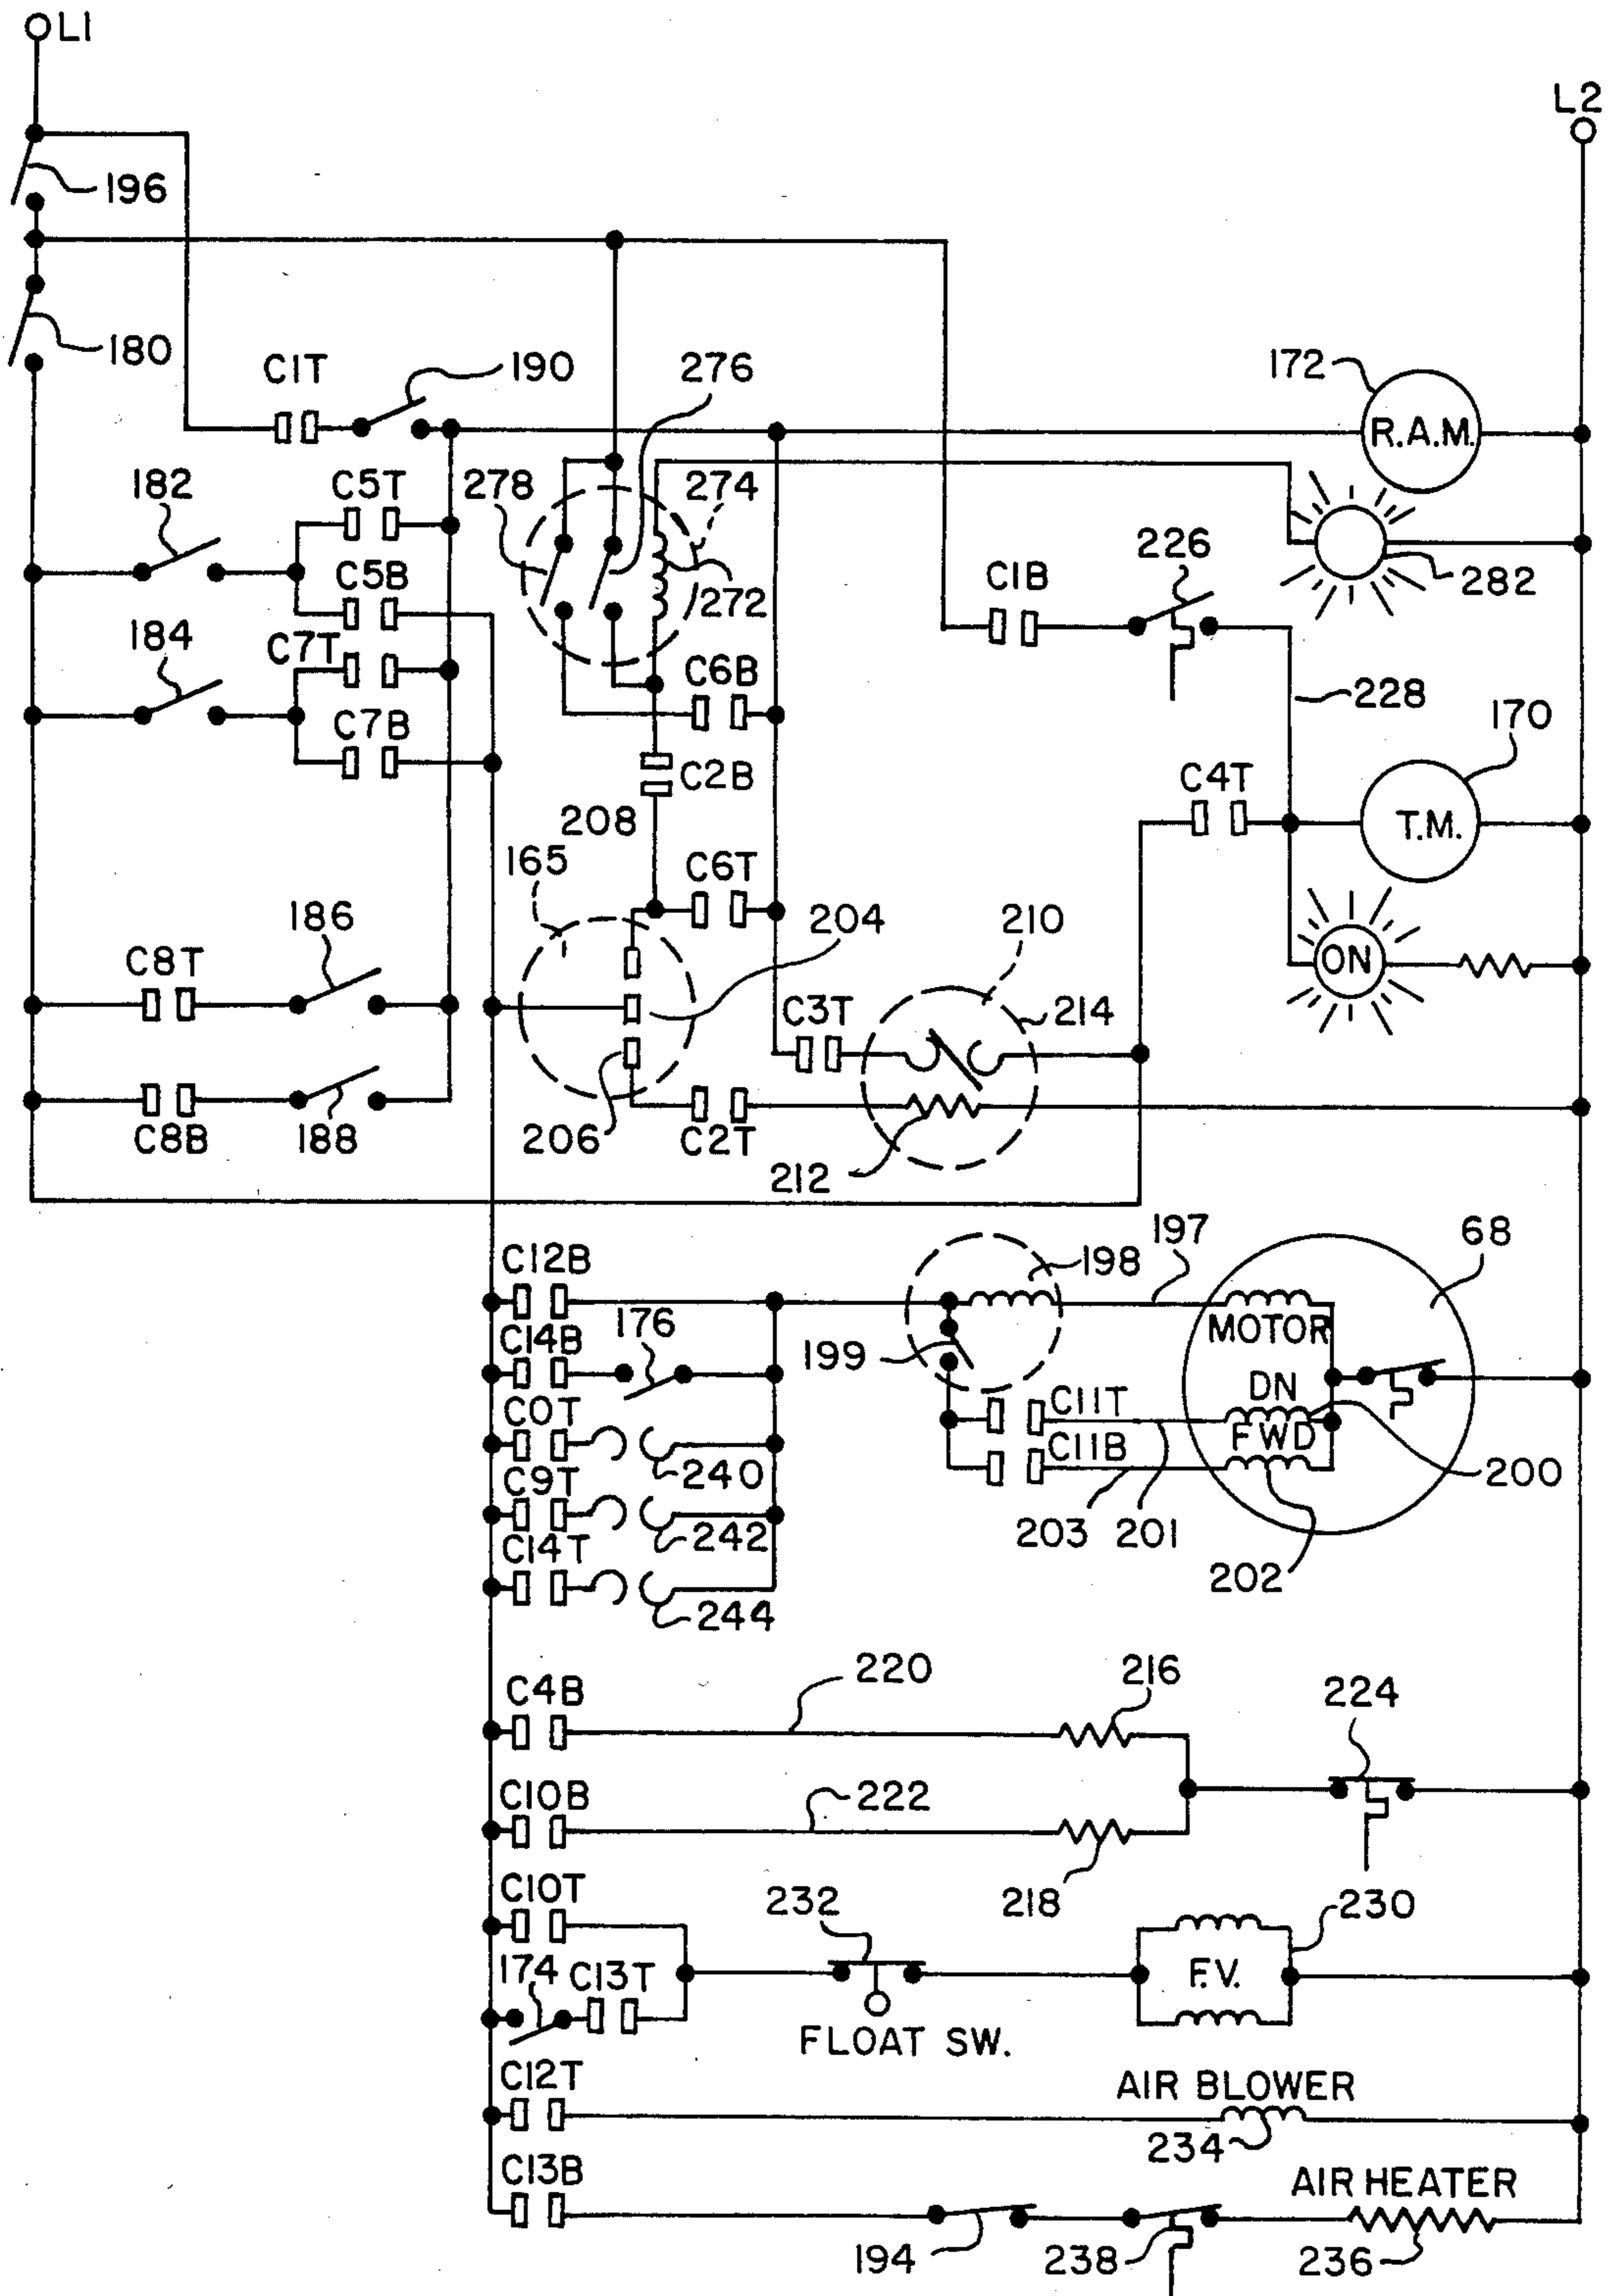 L1
L2
196
180
C1T
190
276
172
R.A.M.
182
C5T
278
274
226
C5B
C1B
272
282
184
C7T
C6B
228
170
C7B
C2B
C4T
208
T.M.
165
C6T
186
204
210
ON
C8T
C3T
214
C8B
188
206
C2T
212
C12B
198
197
68
C14B
176
MOTOR
199
DN
C0T
C11T
FWD
C11B
240
200
C9T
242
203
201
C14T
202
244
C4B
220
216
224
C10B
222
C10T
232
218
230
174
C13T
F.V.
FLOAT SW.
C12T
AIR BLOWER
234
C13B
AIR HEATER
194
238
236